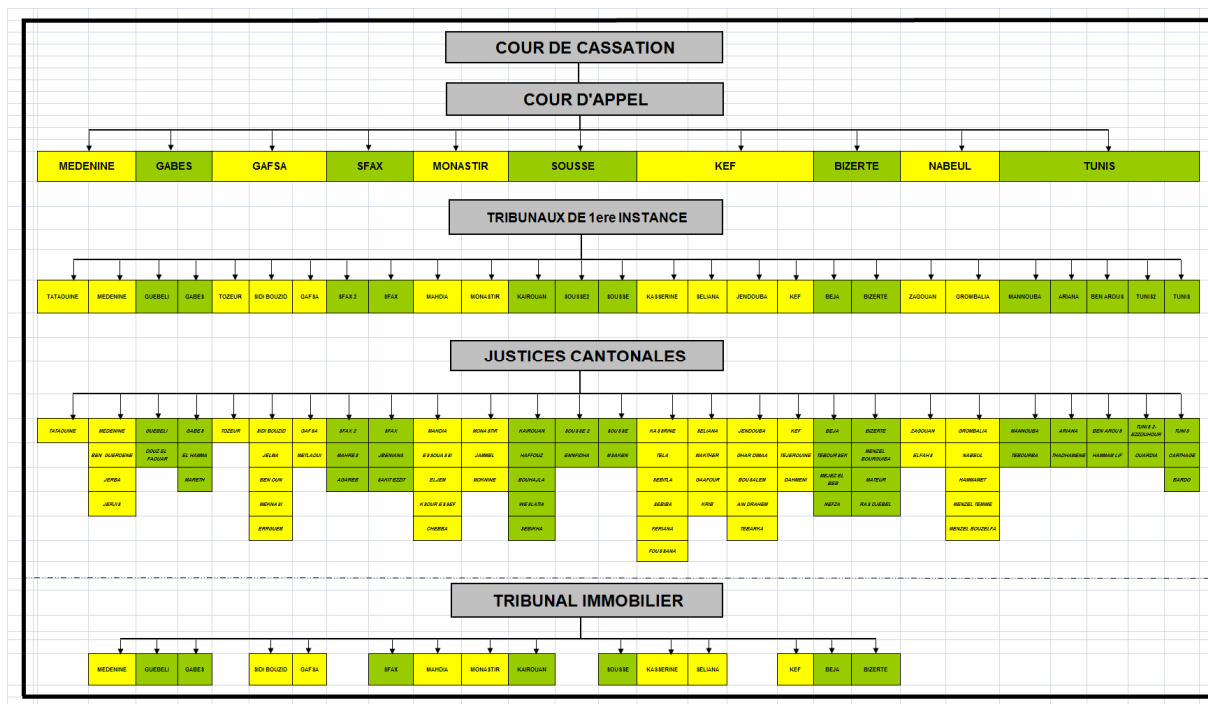 COUR DE CASSATION
COUR D'APPEL
MEDENINE GABES GAFSA SFAX MONASTIR SOUSSE KEF BIZERTE NABEUL TUNIS
TRIBUNAUX DE 1ere INSTANCE
TATAOUINE MEDENINE GUEBELI GABES TOZEUR SIDI BOUZID GAFSA SFAX 2 SFAX MAHDIA MONASTIR KAIROUAN SOUSSE2 SOUSSE KASSERINE SELIANA JENDOUBA KEF BEJA BIZERTE ZAGOUAN GROMBALIA MANNOUBA ARIANA BEN AROUS TUNIS2 TUNIS
JUSTICES CANTONALES
TATAOUINE MEDENINE GUEBELI GABES TOZEUR SIDI BOUZID GAFSA SFAX 2 SFAX MAHDIA MONASTIR KAIROUAN SOUSSE 2 SOUSSE KASSRINE SELIANA JENDOUBA KEF BEJA BIZERTE ZAGOUAN GROMBALIA MANNOUBA ARIANA BEN AROUS TUNIS 2-EZZOUHOUR TUNIS
BEN GUERDENE DOUZ EL FAOUAR EL HAMMA JELMA METLAOUI MAHRES JBENIANA ESSOUASSI JAMMEL HAFFOUZ ENNFIDHA MSAKEN TELA MAKTHER GHAR DIMAA TEJEROUINE TEBOURSEK MENZEL BOURGUIBA ELFAHS NABEUL TEBOURBA THADHAMENE HAMMAM LIF OUARDIA CARTHAGE
JERBA MARETH BEN OUN AGAREB SAKIT EZZIT ELJEM MOKNINE BOUHAJLA SEBITLA GAAFOUR BOUSALEM DAHMENI MEJEZ EL BEB MATEUR HAMMAMET BARDO
JERJIS MEKNASI KSOUR ESSEF WESLATIA SEBIBA KRIB AIN DRAHEM NEFZA RAS DJEBEL MENZEL TEMIME
ERRGUEB CHEBBA SEBIKHA FERIANA TEBARKA MENZEL BOUZELFA
FOUSSANA
TRIBUNAL IMMOBILIER
MEDENINE GUEBELI GABES SIDI BOUZID GAFSA SFAX MAHDIA MONASTIR KAIROUAN SOUSSE KASSERINE SELIANA KEF BEJA BIZERTE